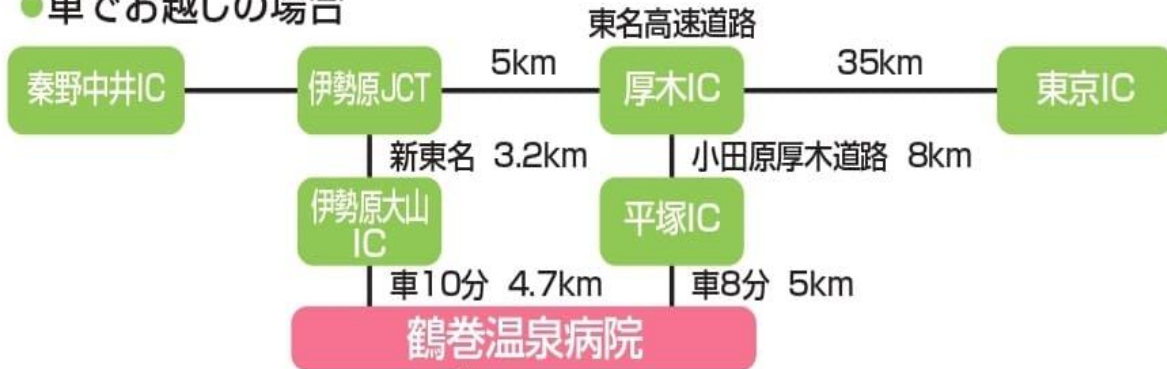 ●車でお越しの場合
東名高速道路
秦野中井IC
伊勢原JCT
5km
厚木IC
35km
東京IC
新東名 3.2km
小田原厚木道路 8km
伊勢原大山
IC
平塚IC
車10分 4.7km
車8分 5km
鶴巻温泉病院